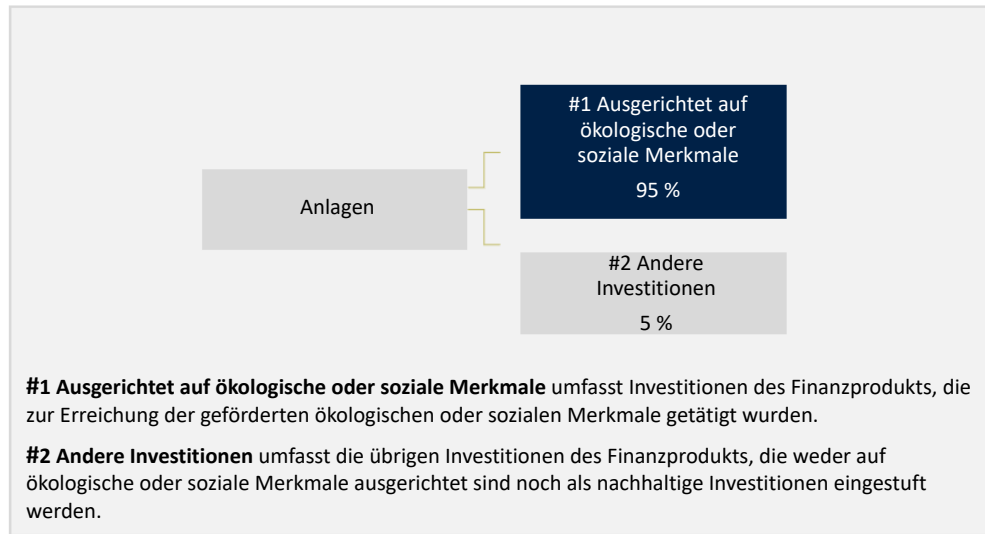 #1 Ausgerichtet auf
ökologische oder
soziale Merkmale
95 %
Anlagen
#2 Andere
Investitionen
5 %
#1 Ausgerichtet auf ökologische oder soziale Merkmale umfasst Investitionen des Finanzprodukts, die
zur Erreichung der geförderten ökologischen oder sozialen Merkmale getätigt wurden.
#2 Andere Investitionen umfasst die übrigen Investitionen des Finanzprodukts, die weder auf
ökologische oder soziale Merkmale ausgerichtet sind noch als nachhaltige Investitionen eingestuft
werden.